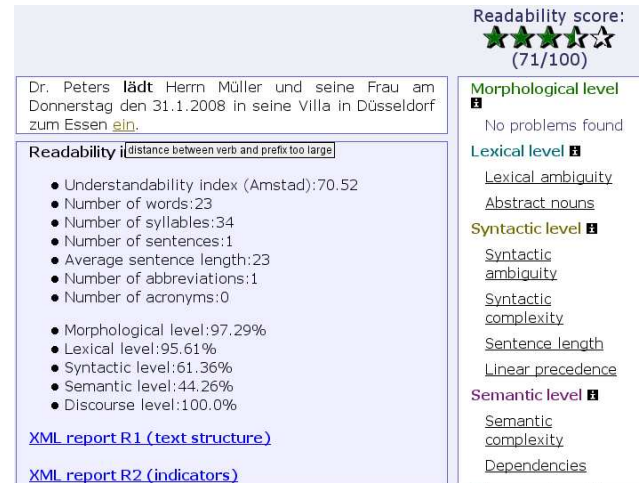 Readability score:
(71/100)
Dr. Peters lädt Herrn Müller und seine Frau am
Donnerstag den 31.1.2008 in seine Villa in Düsseldorf
zum Essen ein.
distance between verb and prefix too large
Readability i
Understandability index (Amstad):70.52
Number of words:23
Number of syllables:34
Number of sentences:1
Average sentence length:23
Number of abbreviations:1
Number of acronyms:0
Morphological level:97.29%
Lexical level:95.61%
Syntactic level:61.36%
Semantic level:44.26%
Discourse level:100.0%
XML report R1 (text structure)
XML report R2 (indicators)
Morphological level
i
No problems found
Lexical level i
Lexical ambiguity
Abstract nouns
Syntactic level i
Syntactic
ambiguity
Syntactic
complexity
Sentence length
Linear precedence
Semantic level i
Semantic
complexity
Dependencies